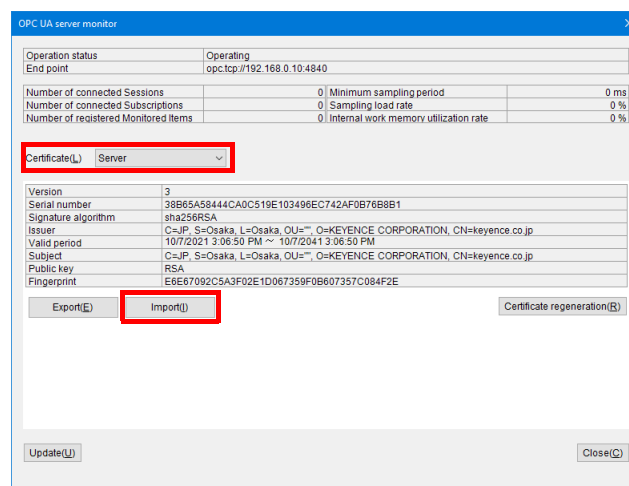 OPC UA server monitor
Operation status Operating
End point opc.tcp://192.168.0.10:4840
Number of connected Sessions 0 Minimum sampling period 0 ms
Number of connected Subscriptions 0 Sampling load rate 0 %
Number of registered Monitored Items 0 Internal work memory utilization rate 0 %
Certificate(L) Server
Version 3
Serial number 38B65A58444CA0C519E103496EC742AF0B76B8B1
Signature algorithm sha256RSA
Issuer C=JP, S=Osaka, L=Osaka, OU="", O=KEYENCE CORPORATION, CN=keyence.co.jp
Valid period 10/7/2021 3:06:50 PM ～ 10/7/2041 3:06:50 PM
Subject C=JP, S=Osaka, L=Osaka, OU="", O=KEYENCE CORPORATION, CN=keyence.co.jp
Public key RSA
Fingerprint E6E67092C5A3F02E1D067359F0B607357C084F2E
Export(E) Import(I) Certificate regeneration(R)
Update(U) Close(C)